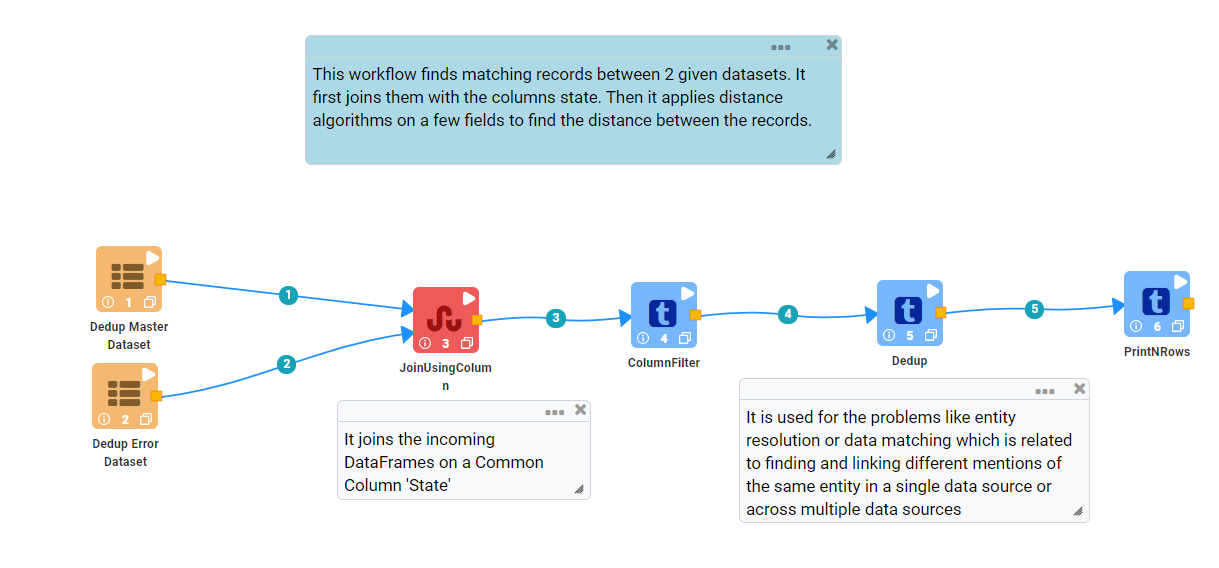 This workflow finds matching records between 2 given datasets. It
first joins them with the columns state. Then it applies distance
algorithms on a few fields to find the distance between the records.
1
Dedup Master
Dataset
2
Dedup Error
Dataset
1
2
3
JoinUsingColum
n
It joins the incoming
DataFrames on a Common
Column 'State'
3
t
4
ColumnFilter
4
t
5
Dedup
It is used for the problems like entity
resolution or data matching which is related
to finding and linking different mentions of
the same entity in a single data source or
across multiple data sources
5
t
6
PrintNRows